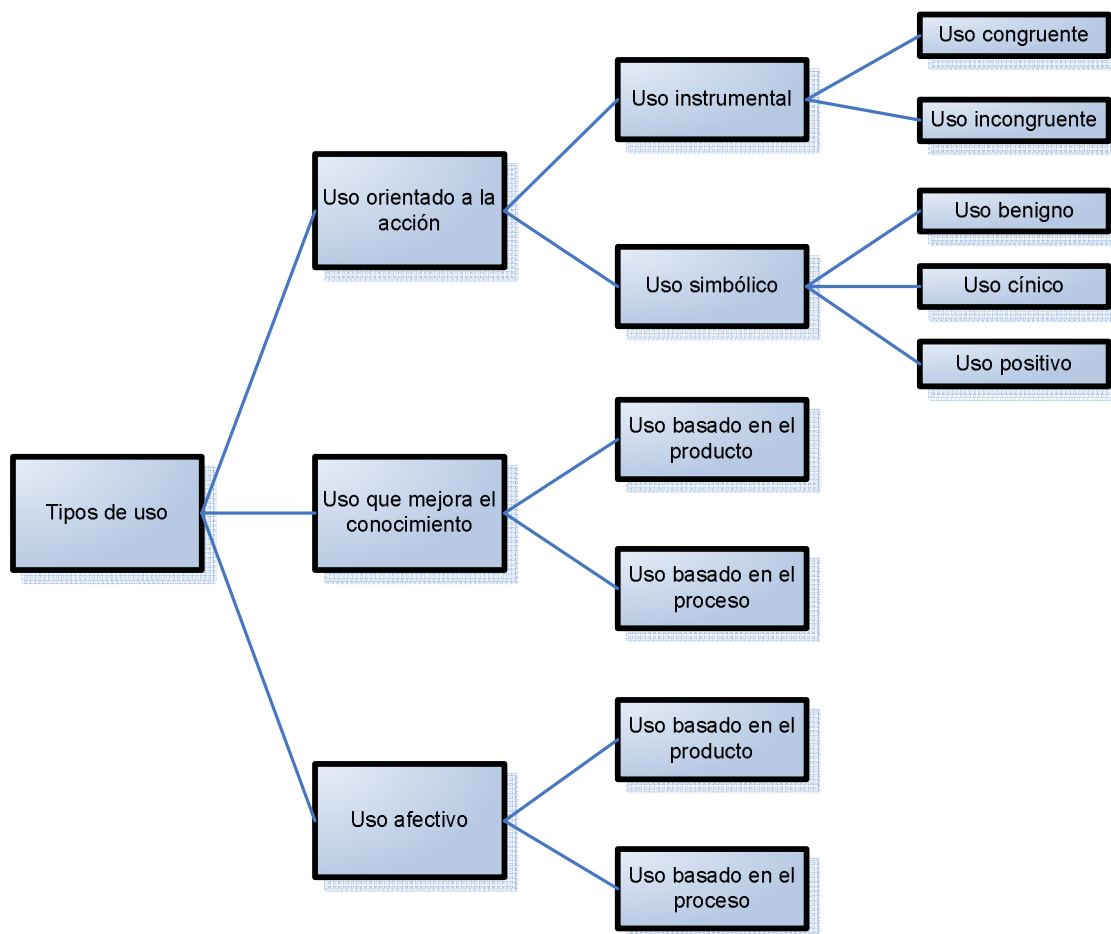 Tipos de uso
Uso orientado a la
acción
Uso instrumental
Uso congruente
Uso incongruente
Uso simbólico
Uso benigno
Uso cínico
Uso positivo
Uso que mejora el
conocimiento
Uso basado en el
producto
Uso basado en el
proceso
Uso afectivo
Uso basado en el
producto
Uso basado en el
proceso